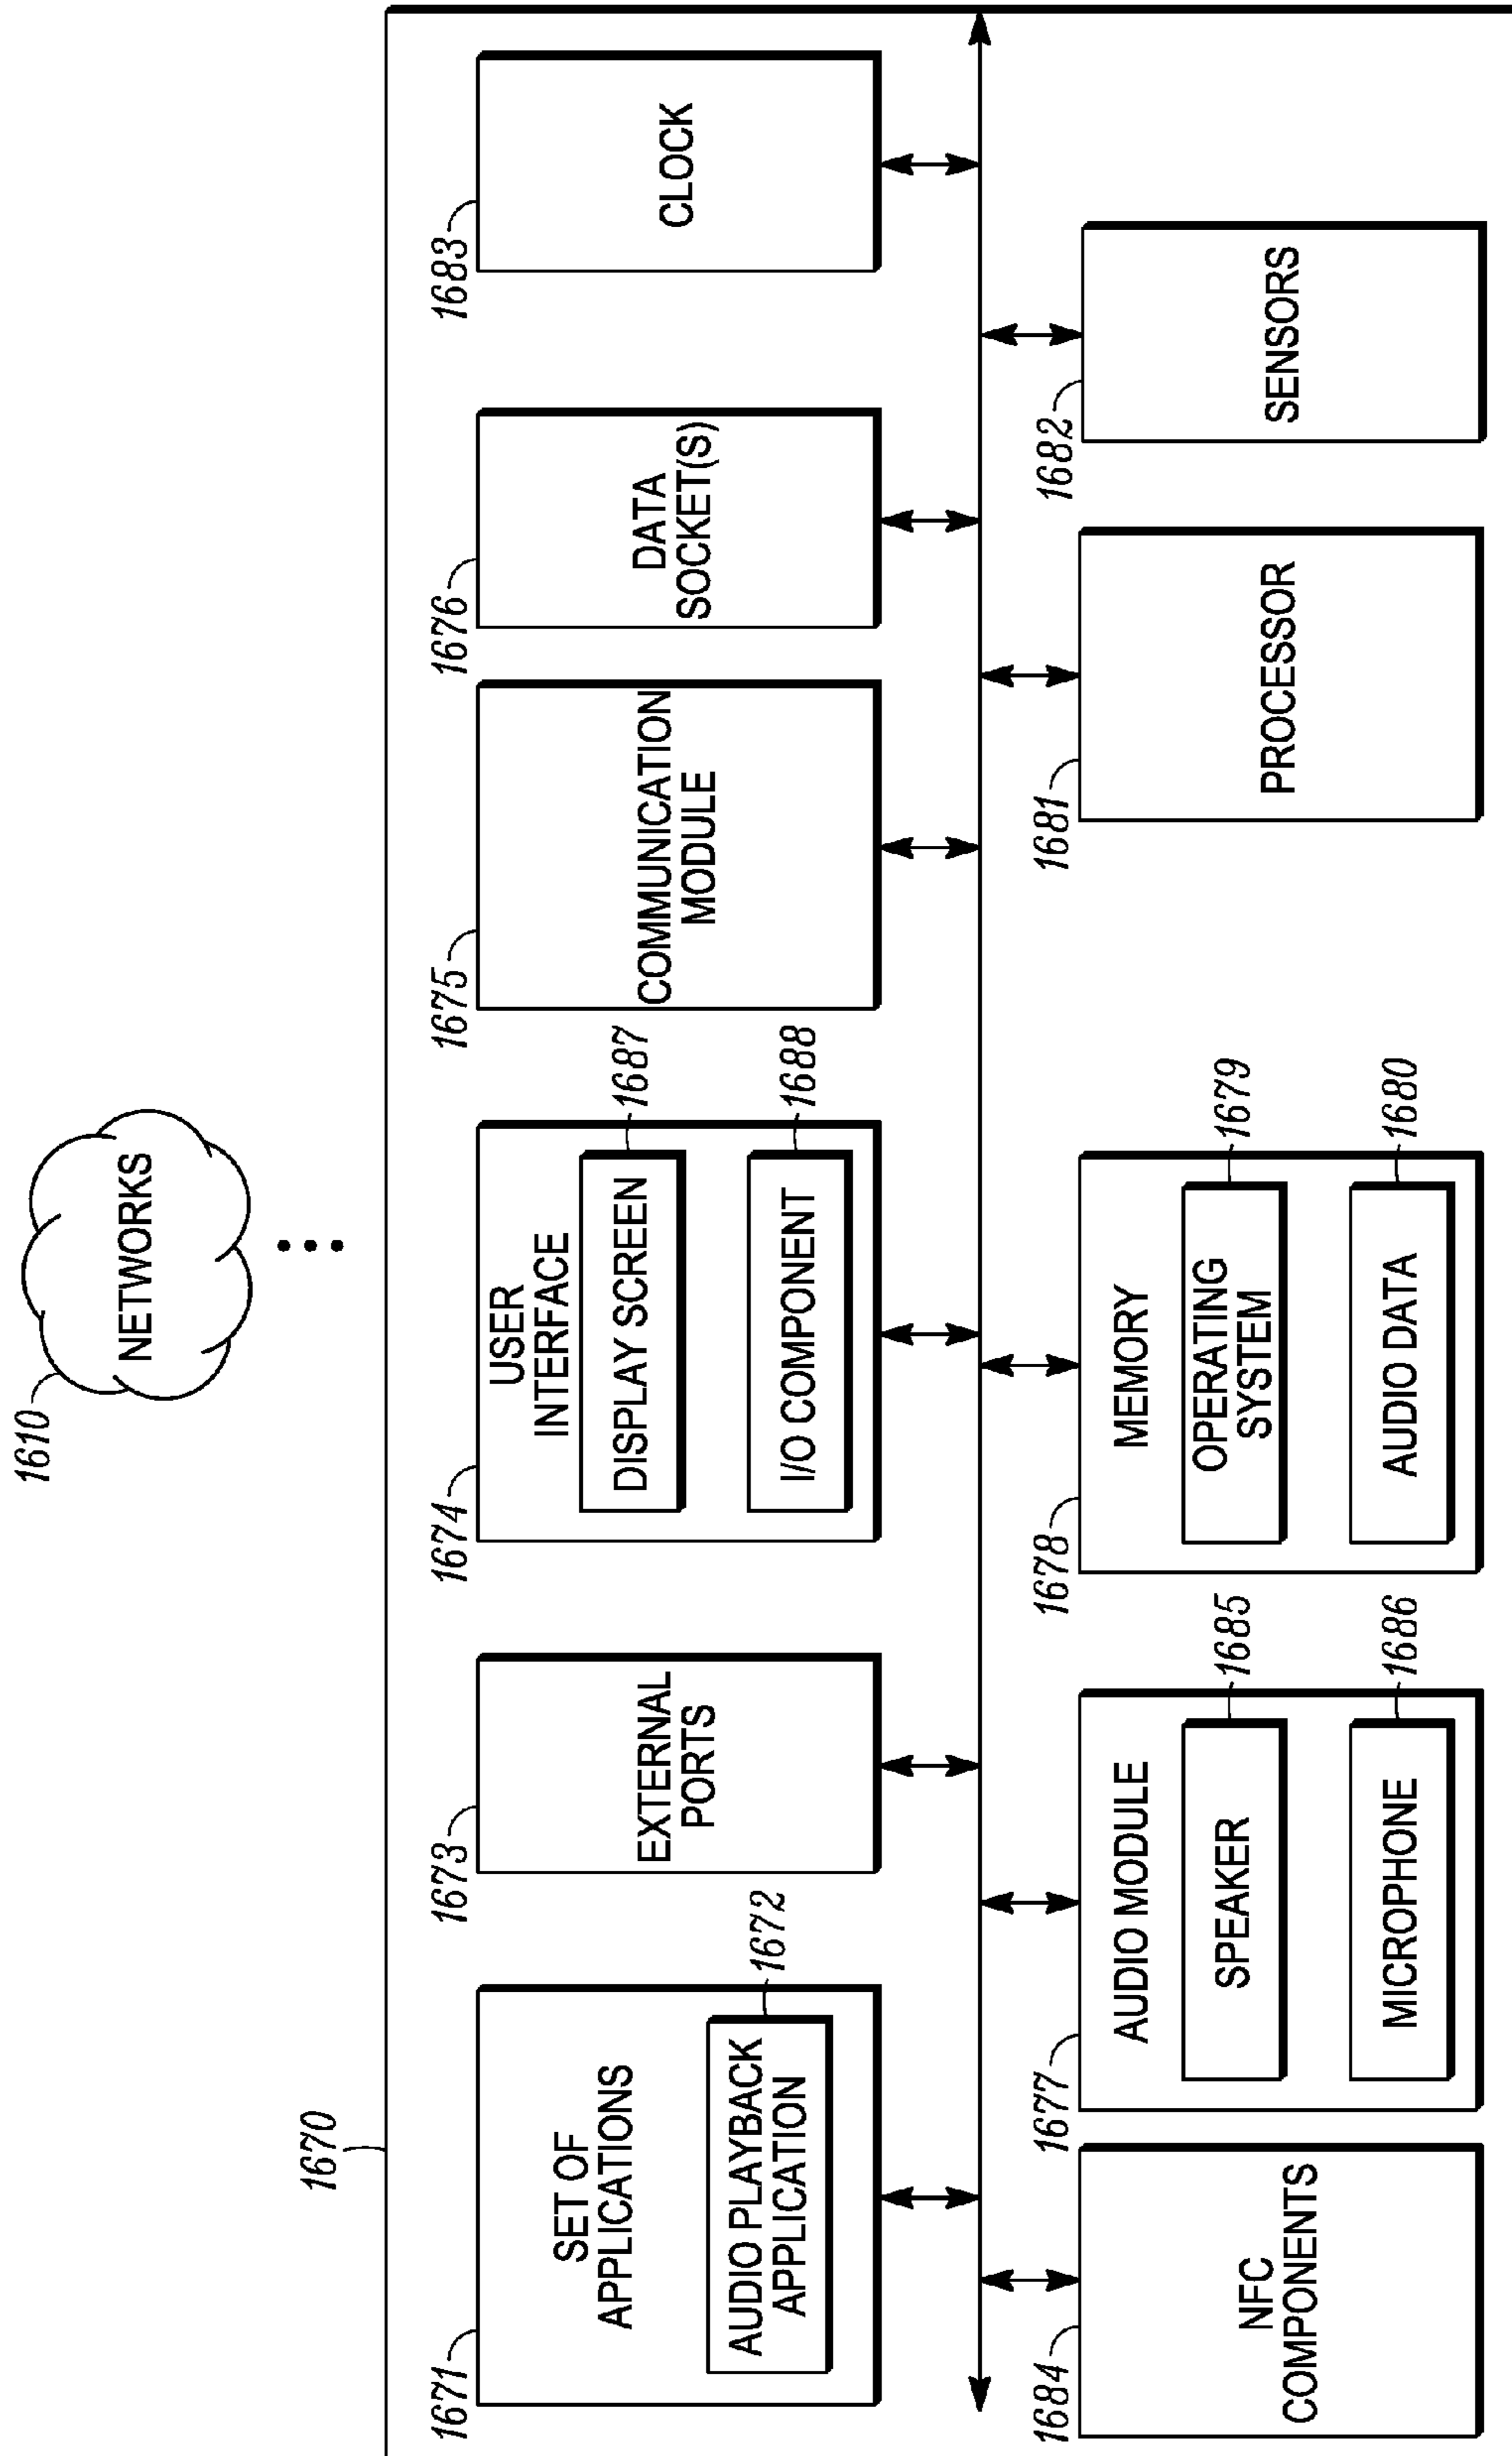 1610
NETWORKS
1670
1671
SET OF
APPLICATIONS
1672
AUDIO PLAYBACK
APPLICATION
1673
EXTERNAL
PORTS
1674
USER
INTERFACE
1687
DISPLAY SCREEN
1688
I/O COMPONENT
1675
COMMUNICATION
MODULE
1676
DATA
SOCKET(S)
1683
CLOCK
1684
NFC
COMPONENTS
1677
AUDIO MODULE
1685
SPEAKER
1686
MICROPHONE
1678
MEMORY
1679
OPERATING
SYSTEM
1680
AUDIO DATA
1681
PROCESSOR
1682
SENSORS